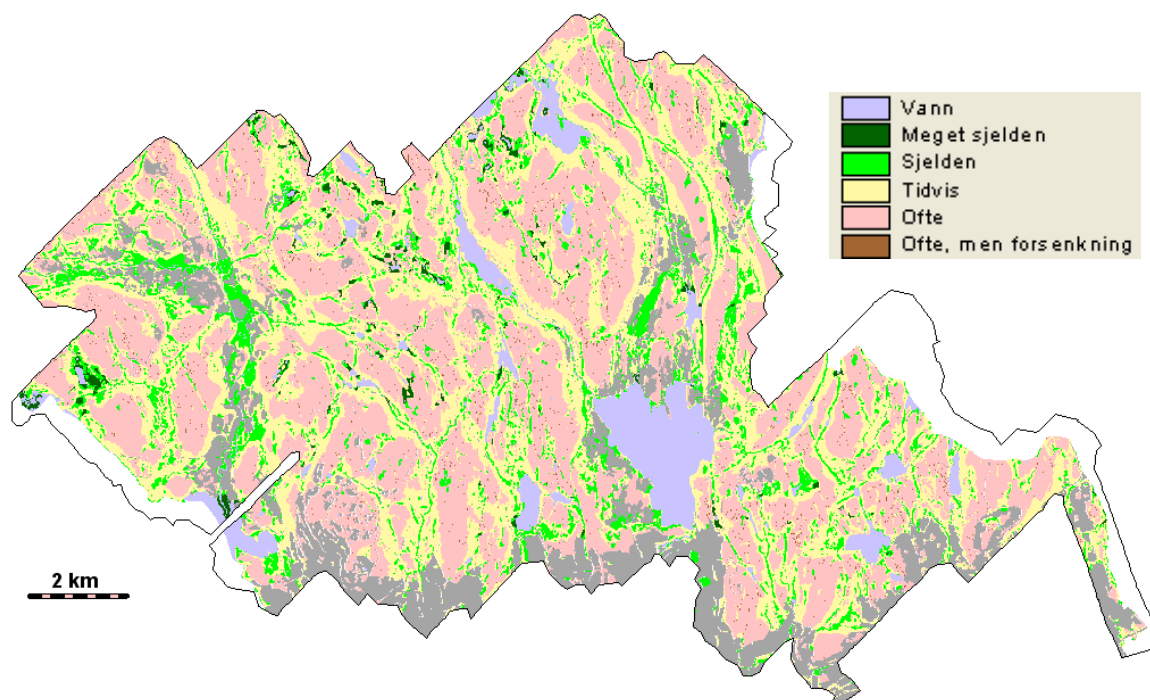 Vann
Meget sjelden
Sjelden
Tidvis
Ofte
Ofte, men forsenkning
2 km